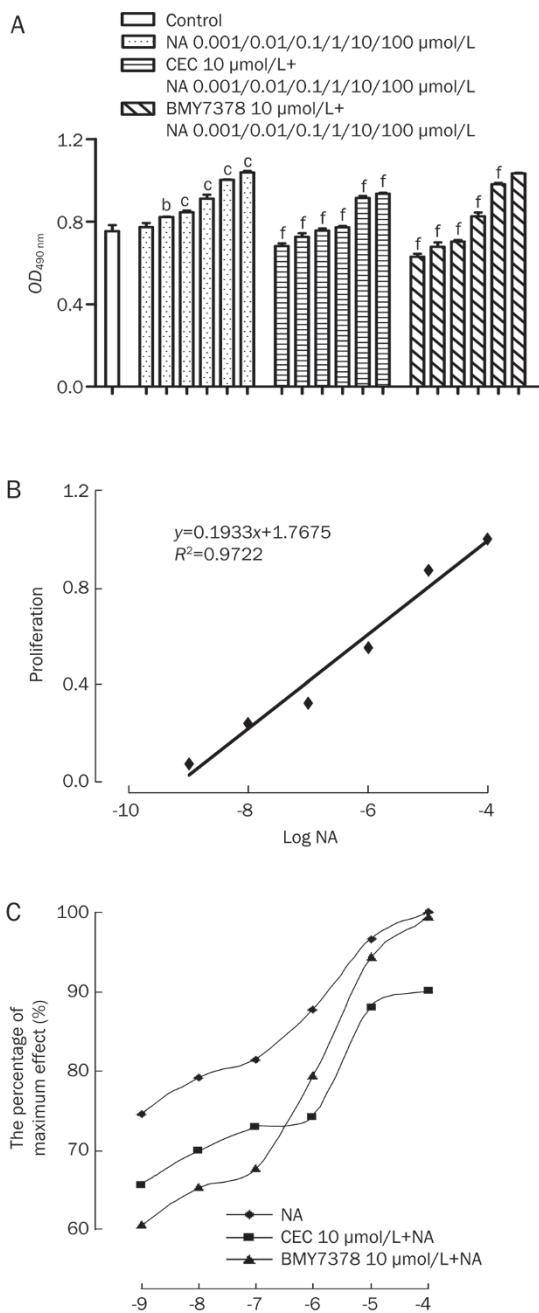 A
Control
NA 0.001/0.01/0.1/1/10/100 μmol/L
CEC 10 μmol/L+
NA 0.001/0.01/0.1/1/10/100 μmol/L
BMY7378 10 μmol/L+
NA 0.001/0.01/0.1/1/10/100 μmol/L
1.2
0.8
0.4
0.0
OD490 nm
b c c c c
f f f f f f
f f f f f
B
1.2
0.8
0.4
0.0
Proliferation
y=0.1933x+1.7675
R²=0.9722
-10 -8 -6 -4
Log NA
C
100
90
80
70
60
The percentage of
maximum effect (%)
NA
CEC 10 μmol/L+NA
BMY7378 10 μmol/L+NA
-9 -8 -7 -6 -5 -4